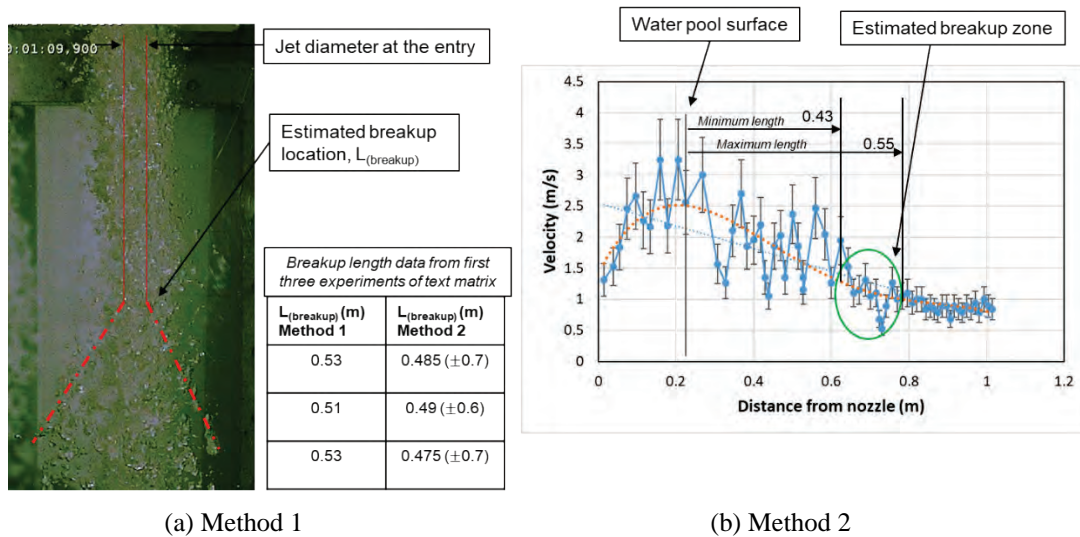 0:01:09,900
Jet diameter at the entry
Estimated breakup
location, L(breakup)
Breakup length data from first
three experiments of text matrix
L(breakup) (m) Method 1
L(breakup) (m) Method 2
0.53 0.485 (±0.7)
0.51 0.49 (±0.6)
0.53 0.475 (±0.7)
(a) Method 1
Water pool surface
Estimated breakup zone
Minimum length 0.43
Maximum length 0.55
Velocity (m/s)
4.5
4
3.5
3
2.5
2
1.5
1
0.5
0
0 0.2 0.4 0.6 0.8 1 1.2
Distance from nozzle (m)
(b) Method 2